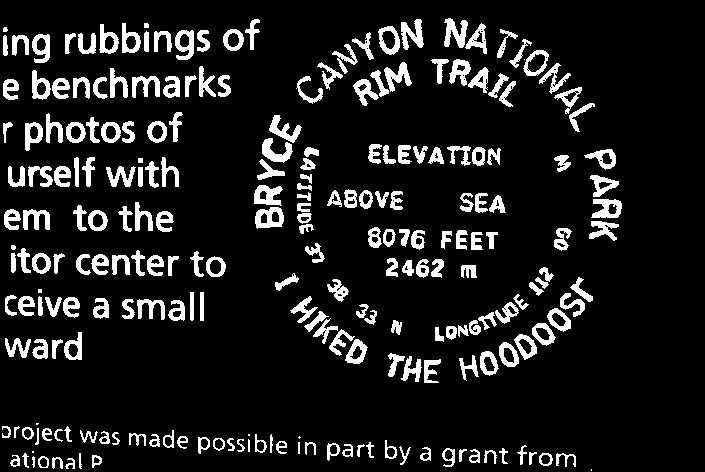 ing rubbings of
e benchmarks
r photos of
urself with
em to the
itor center to
ceive a small
ward
BRYCE CANYON NATIONAL PARK
RIM TRAIL
ELEVATION
ABOVE SEA
8076 FEET
2462 m
LATITUDE 37 38 33 N
LONGITUDE 112 GO W
I HIKED THE HOODOOS!
project was made possible in part by a grant from
ational P